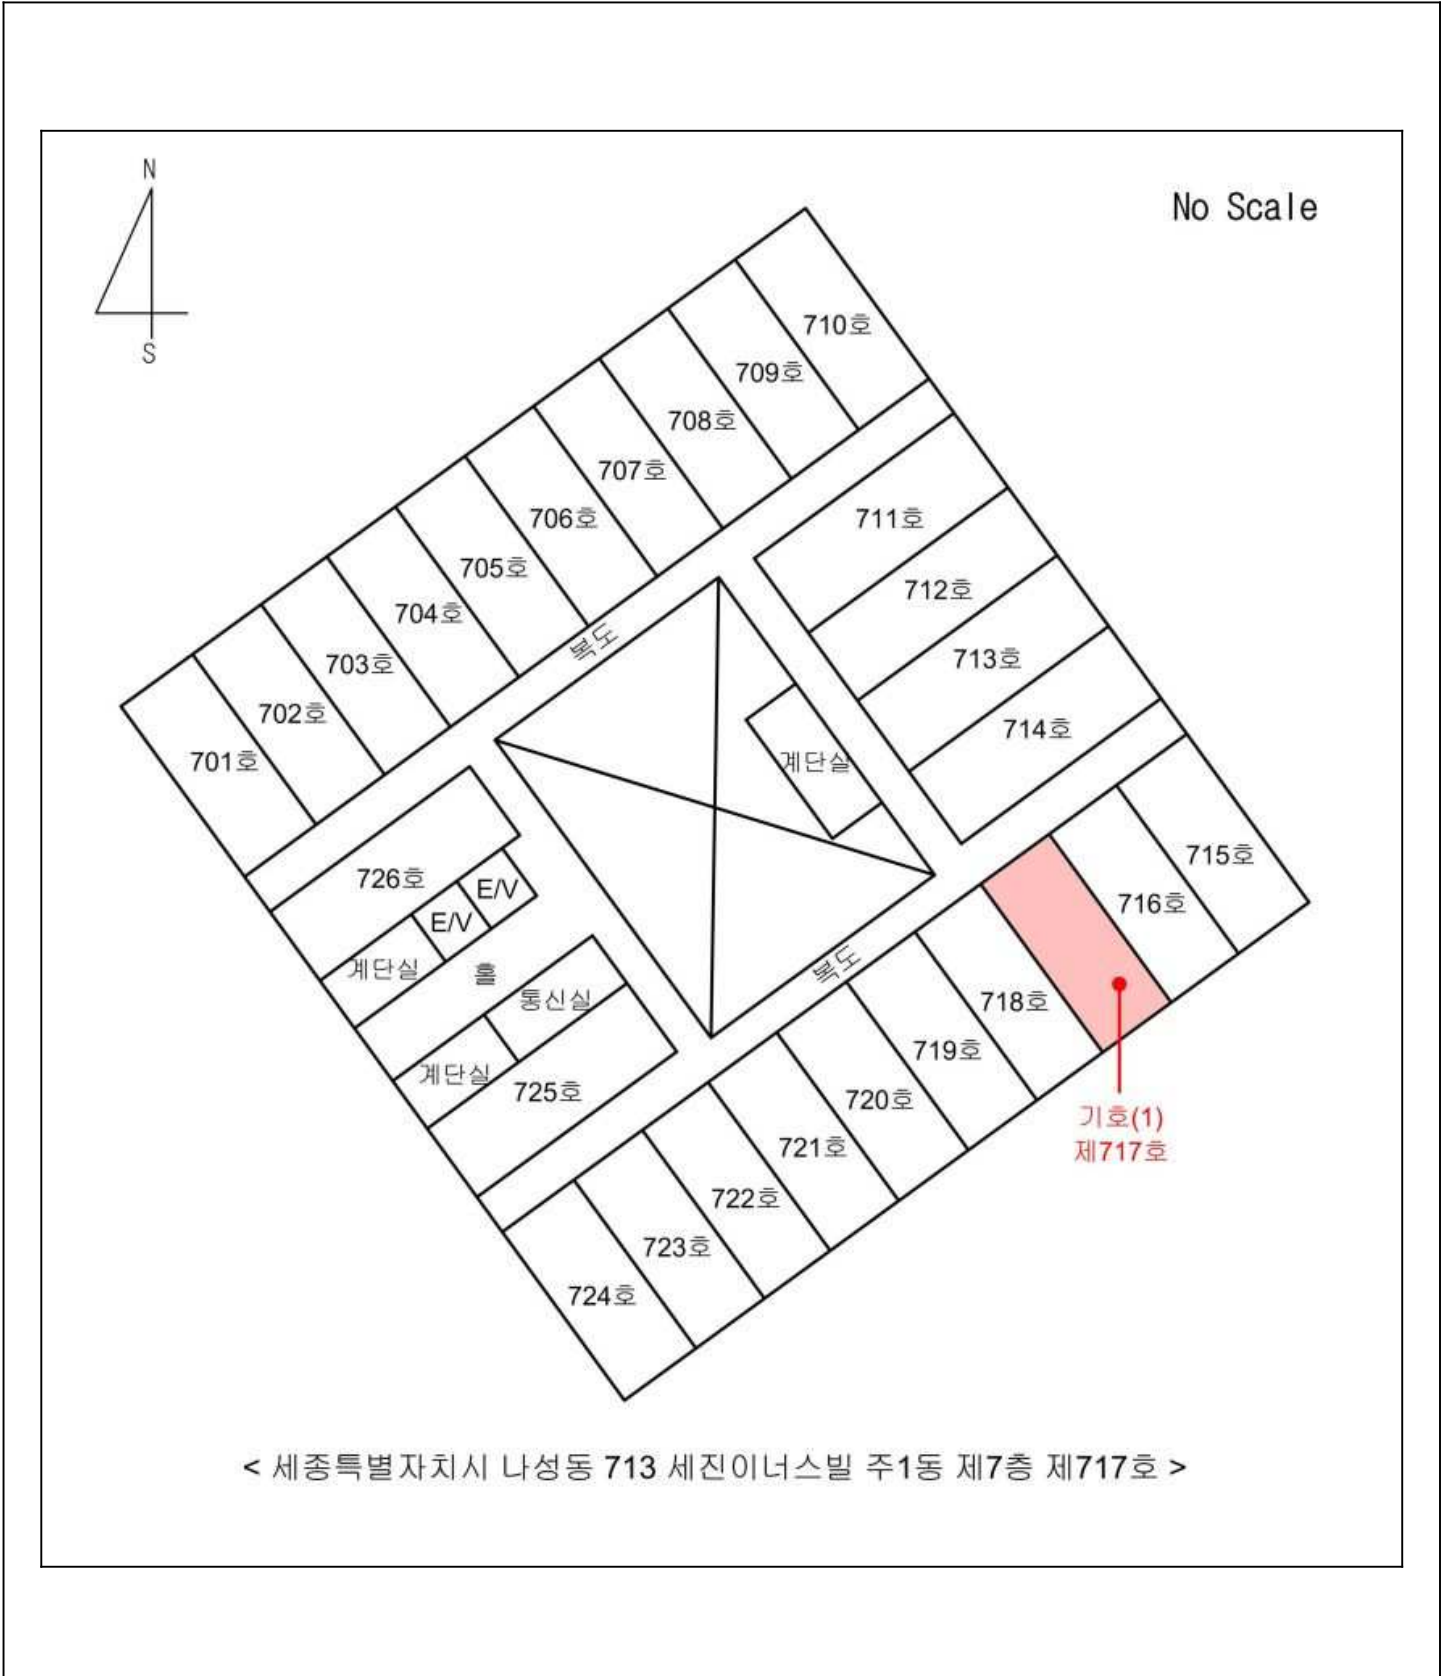 N
No Scale
S
710호
709호
708호
707호
706호
705호
704호
703호
702호
701호
711호
712호
713호
714호
복도
계단실
726호
E/V
E/V
계단실
홀
통신실
계단실
725호
복도
715호
716호
718호
719호
720호
721호
722호
723호
724호
기호(1)
제717호
< 세종특별자치시 나성동 713 세진이너스빌 주1동 제7층 제717호 >